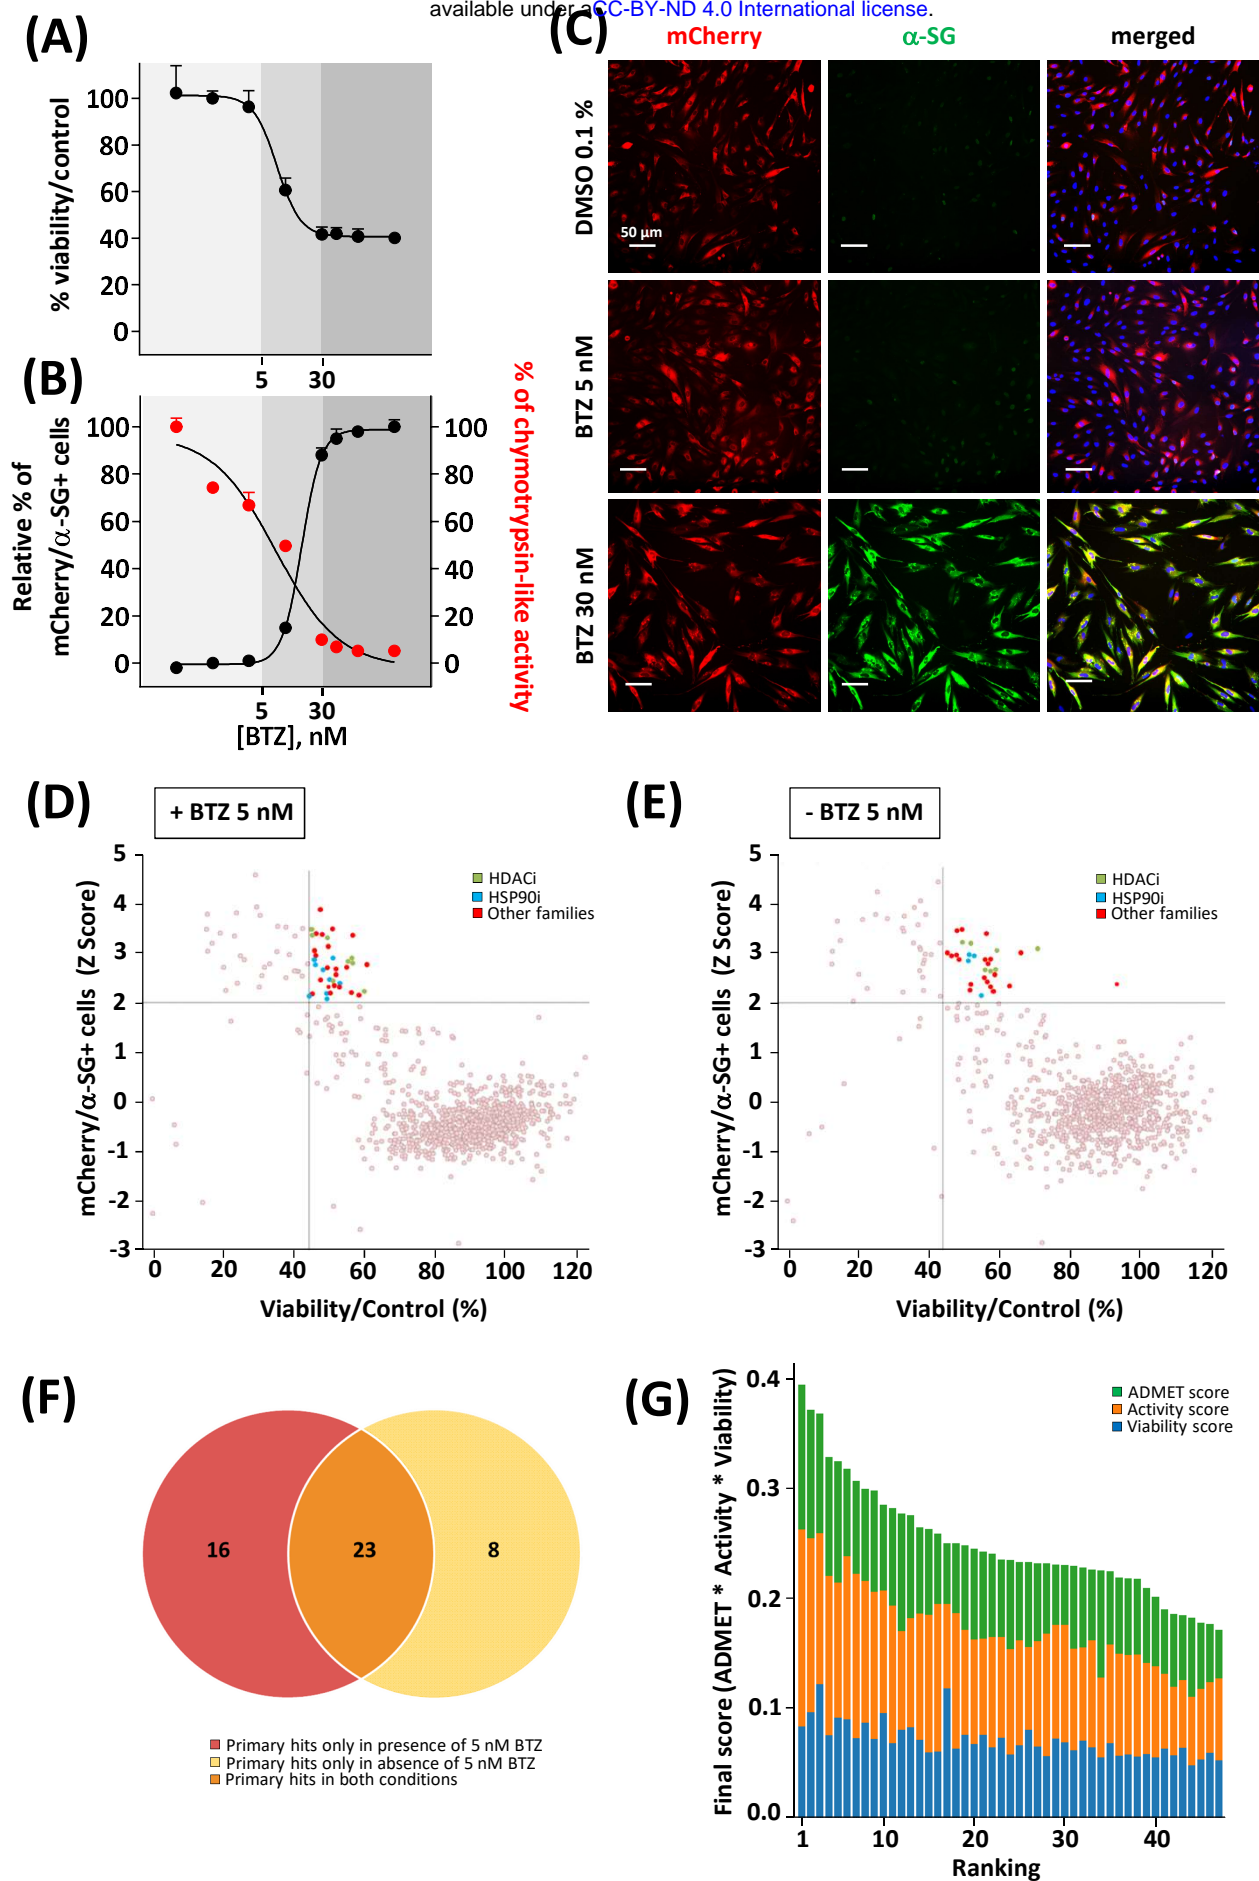 available under aCC-BY-ND 4.0 International license.
(A)
% viability/control
100
80
60
40
20
0
5 30
(B)
Relative % of
mCherry/α-SG+ cells
100
80
60
40
20
0
100
80
60
40
20
0
% of chymotrypsin-like activity
5 30
[BTZ], nM
(C)
mCherry α-SG merged
DMSO 0.1 %
50 µm
BTZ 5 nM
BTZ 30 nM
(D)
+ BTZ 5 nM
mCherry/α-SG+ cells (Z Score)
5
4
3
2
1
0
-1
-2
-3
HDACi
HSP90i
Other families
0 20 40 60 80 100 120
Viability/Control (%)
(E)
- BTZ 5 nM
mCherry/α-SG+ cells (Z Score)
5
4
3
2
1
0
-1
-2
-3
HDACi
HSP90i
Other families
0 20 40 60 80 100 120
Viability/Control (%)
(F)
16 23 8
Primary hits only in presence of 5 nM BTZ
Primary hits only in absence of 5 nM BTZ
Primary hits in both conditions
(G)
Final score (ADMET * Activity * Viability)
0.4
0.3
0.2
0.1
0.0
ADMET score
Activity score
Viability score
1 10 20 30 40
Ranking